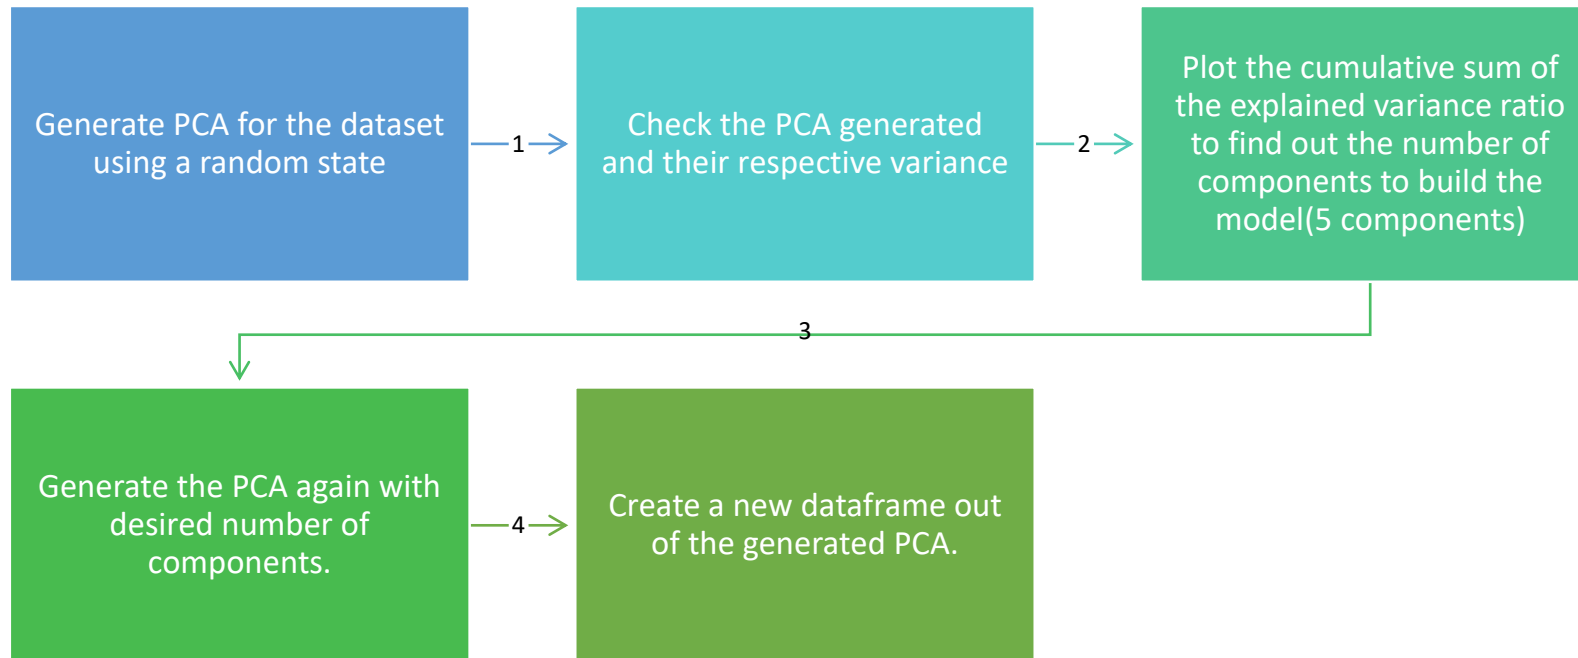 Generate PCA for the dataset
using a random state
1
Check the PCA generated
and their respective variance
2
Plot the cumulative sum of
the explained variance ratio
to find out the number of
components to build the
model(5 components)
3
Generate the PCA again with
desired number of
components.
4
Create a new dataframe out
of the generated PCA.